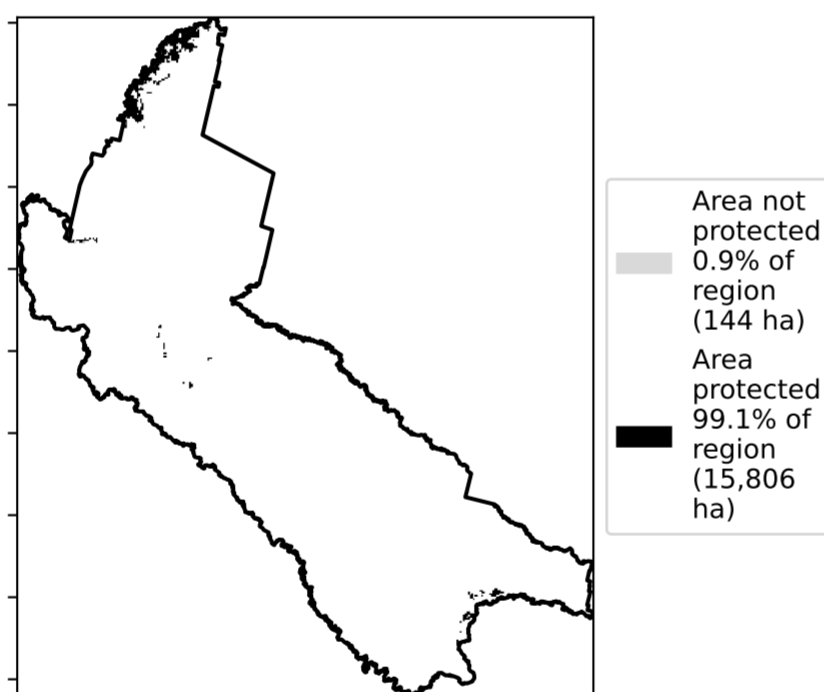 Area not
protected
0.9% of
region
(144 ha)
Area
protected
99.1% of
region
(15,806
ha)